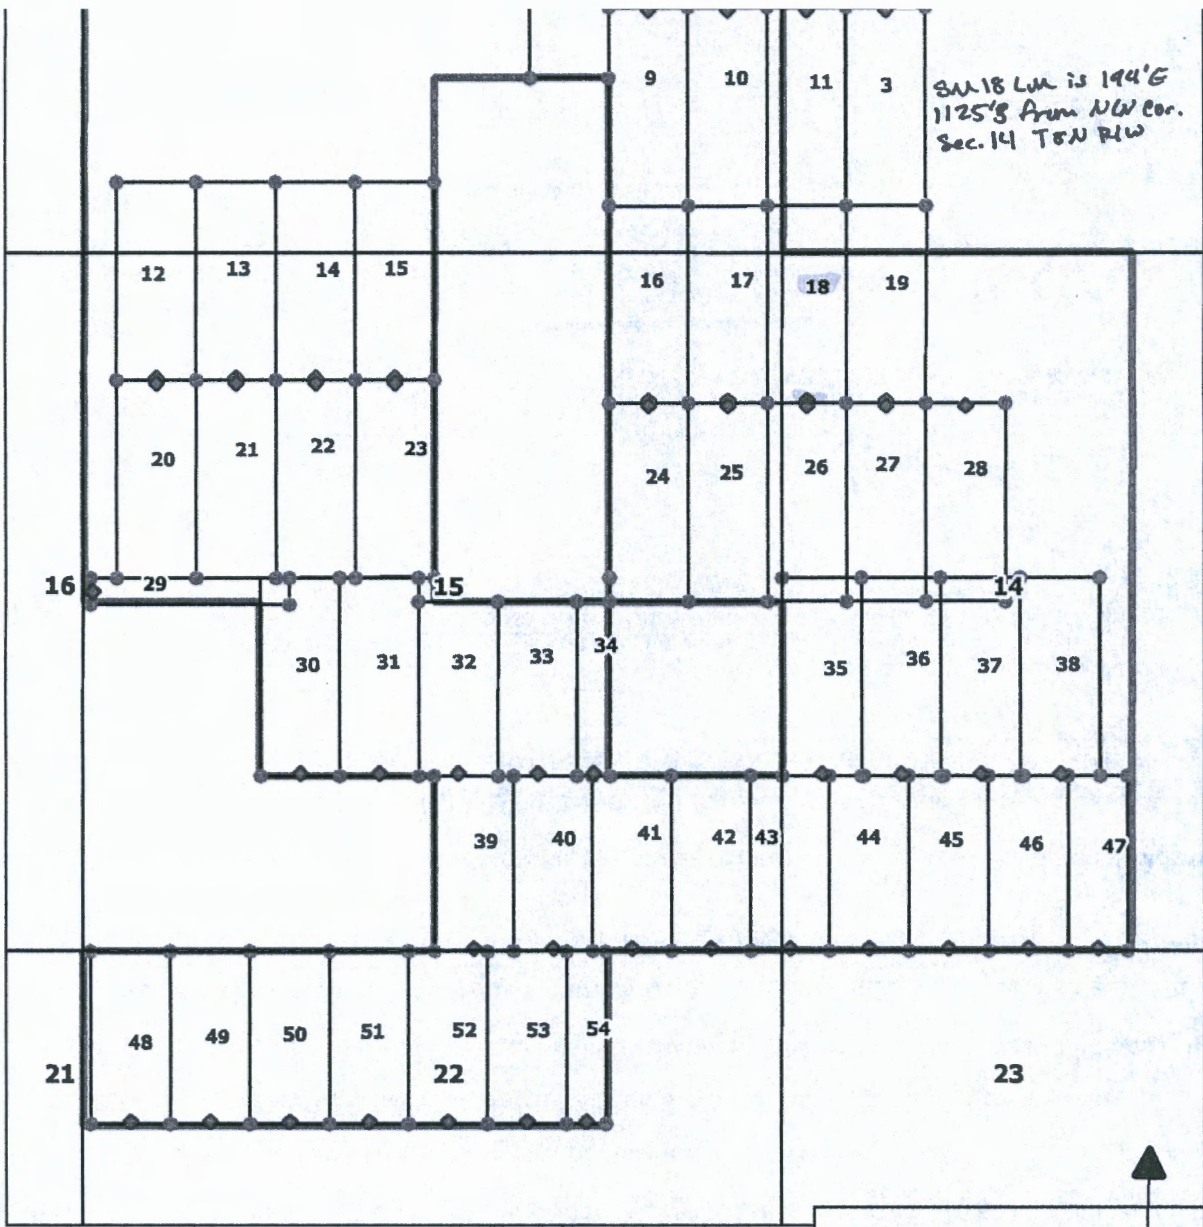 9 10 11 3
SM 18 LM is 194'E
1125'S from NW cor.
Sec. 14 T8N R1W
12 13 14 15 16 17 18 19
20 21 22 23 24 25 26 27 28
16 29 15 14
30 31 32 33 34 35 36 37 38
39 40 41 42 43 44 45 46 47
48 49 50 51 52 53 54
21 22 23